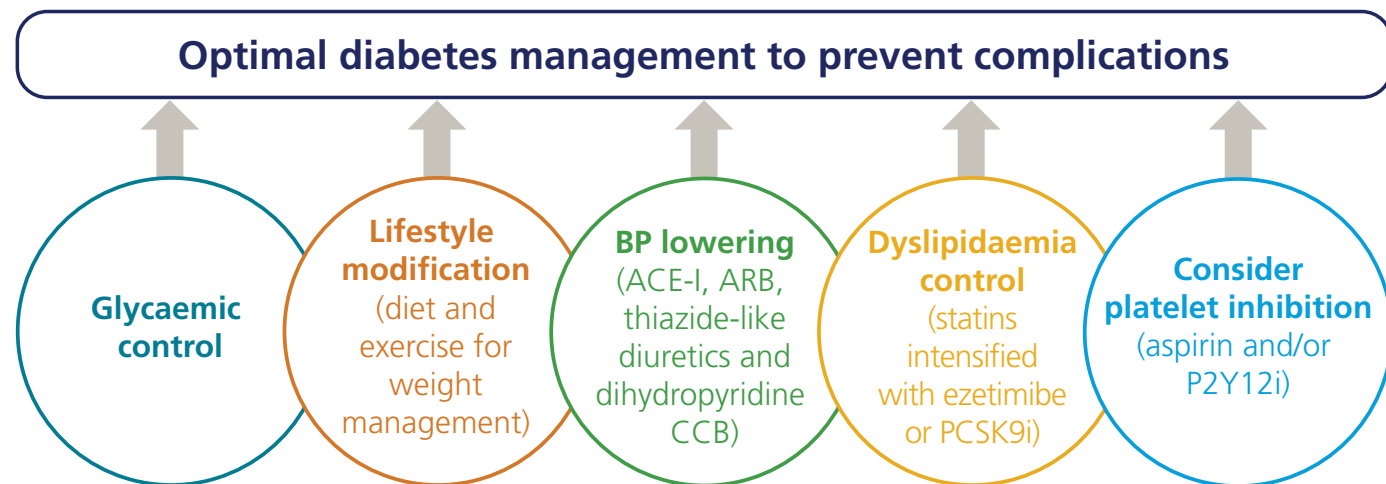 Optimal diabetes management to prevent complications
Glycaemic
control
Lifestyle
modification
(diet and
exercise for
weight
management)
BP lowering
(ACE-I, ARB,
thiazide-like
diuretics and
dihydropyridine
CCB)
Dyslipidaemia
control
(statins
intensified
with ezetimibe
or PCSK9i)
Consider
platelet inhibition
(aspirin and/or
P2Y12i)